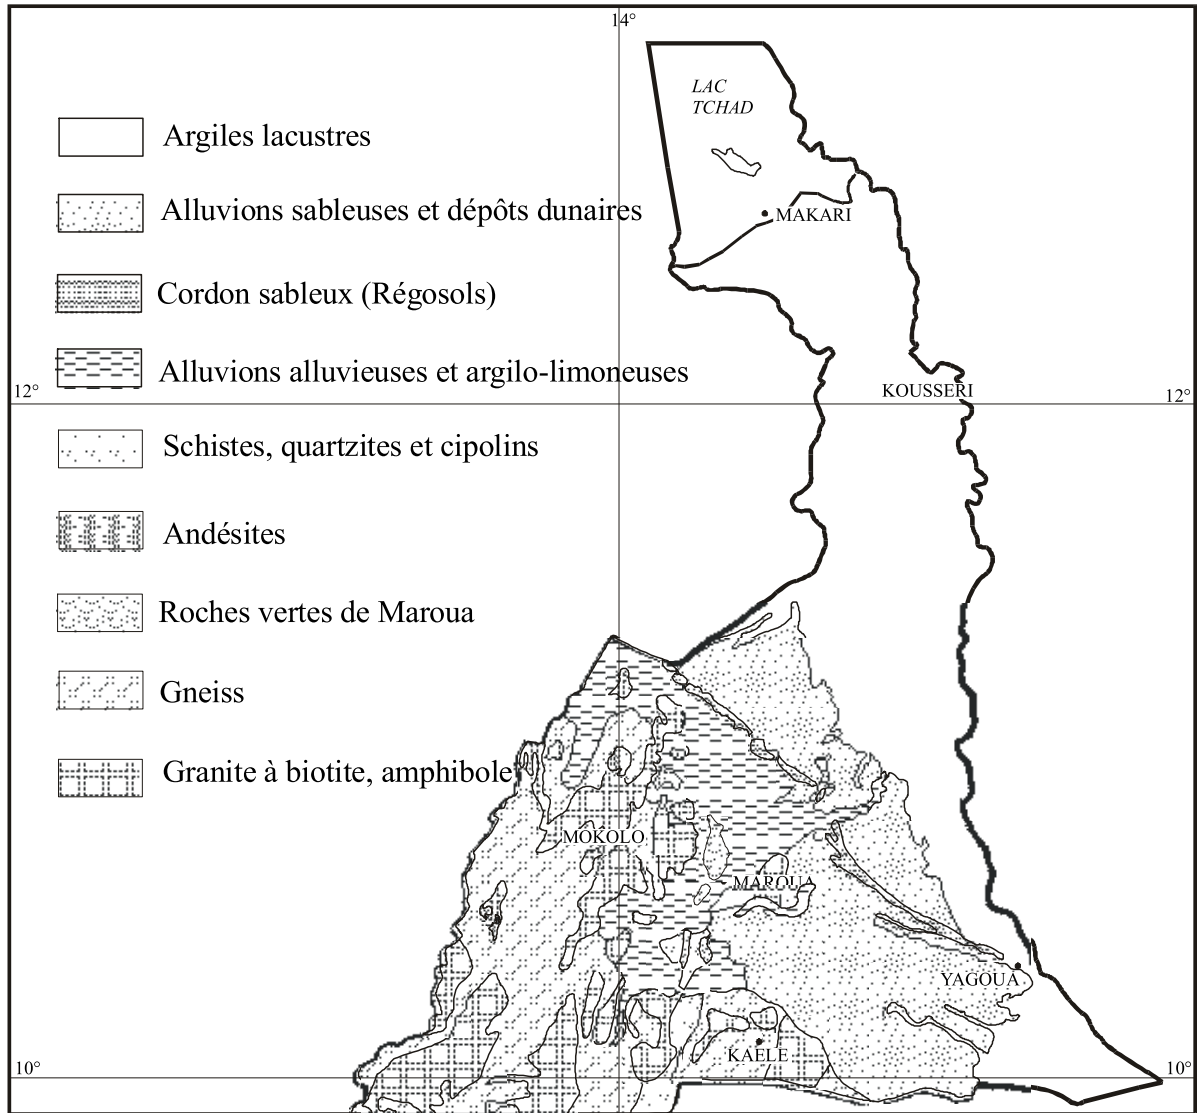 14°
LAC
TCHAD
Argiles lacustres
Alluvions sableuses et dépôts dunaires
MAKARI
Cordon sableux (Régosols)
Alluvions alluvieuses et argilo-limoneuses
12°
KOUSSERI
12°
Schistes, quartzites et cipolins
Andésites
Roches vertes de Maroua
Gneiss
Granite à biotite, amphibole
MOKOLO
MAROUA
YAGOUA
KAELE
10°
10°